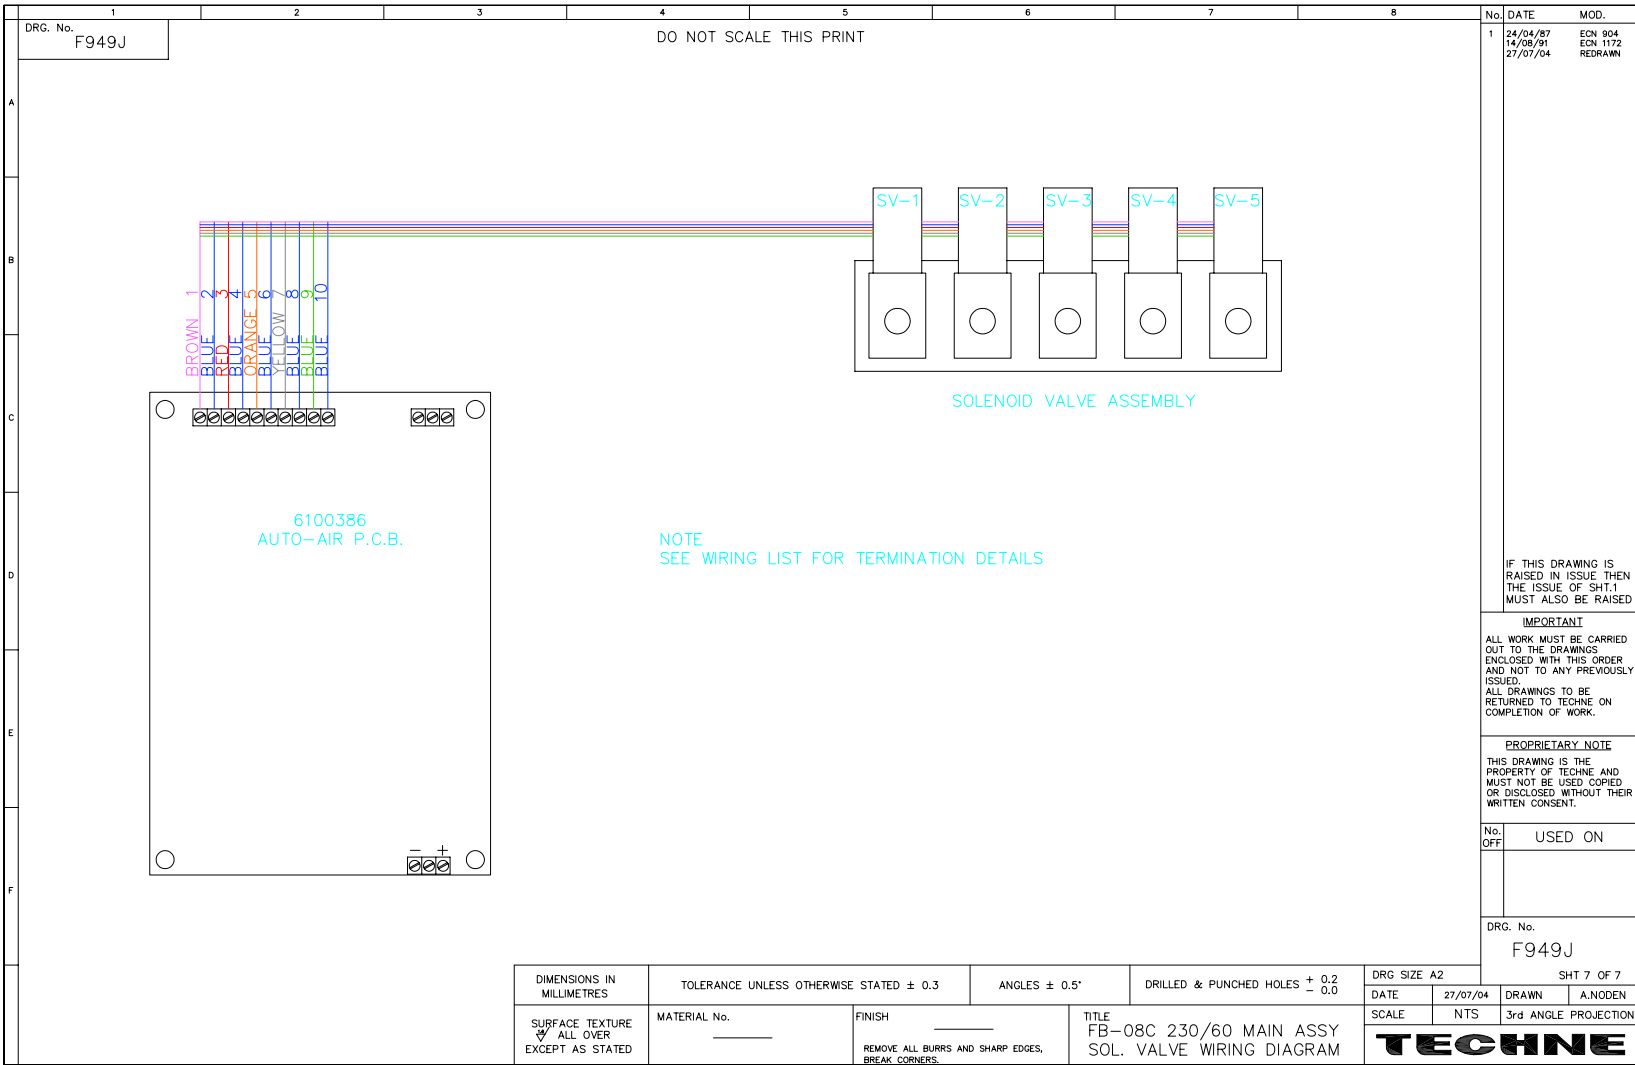 1 2 3 4 5 6 7 8
DRG. No.
F949J
DO NOT SCALE THIS PRINT
No. DATE MOD.
1 24/04/87 ECN 904
14/08/91 ECN 1172
27/07/04 REDRAWN
A
B
C
D
E
F
SV-1 SV-2 SV-3 SV-4 SV-5
BROWN 1
BLUE 2
RED 3
BLUE 4
ORANGE 5
BLUE 6
YELLOW 7
BLUE 8
BLUE 9
BLUE 10
SOLENOID VALVE ASSEMBLY
6100386
AUTO-AIR P.C.B.
NOTE
SEE WIRING LIST FOR TERMINATION DETAILS
- +
IF THIS DRAWING IS
RAISED IN ISSUE THEN
THE ISSUE OF SHT.1
MUST ALSO BE RAISED
IMPORTANT
ALL WORK MUST BE CARRIED
OUT TO THE DRAWINGS
ENCLOSED WITH THIS ORDER
AND NOT TO ANY PREVIOUSLY
ISSUED.
ALL DRAWINGS TO BE
RETURNED TO TECHNE ON
COMPLETION OF WORK.
PROPRIETARY NOTE
THIS DRAWING IS THE
PROPERTY OF TECHNE AND
MUST NOT BE USED COPIED
OR DISCLOSED WITHOUT THEIR
WRITTEN CONSENT.
No.
OFF
USED ON
DRG. No.
F949J
SHT 7 OF 7
DIMENSIONS IN
MILLIMETRES
TOLERANCE UNLESS OTHERWISE STATED ± 0.3
ANGLES ± 0.5°
DRILLED & PUNCHED HOLES + 0.2
- 0.0
DRG SIZE A2
DATE 27/07/04 DRAWN A.NODEN
SCALE NTS 3rd ANGLE PROJECTION
SURFACE TEXTURE
ALL OVER
EXCEPT AS STATED
MATERIAL No.
FINISH
REMOVE ALL BURRS AND SHARP EDGES,
BREAK CORNERS.
TITLE
FB-08C 230/60 MAIN ASSY
SOL. VALVE WIRING DIAGRAM
TECHNE